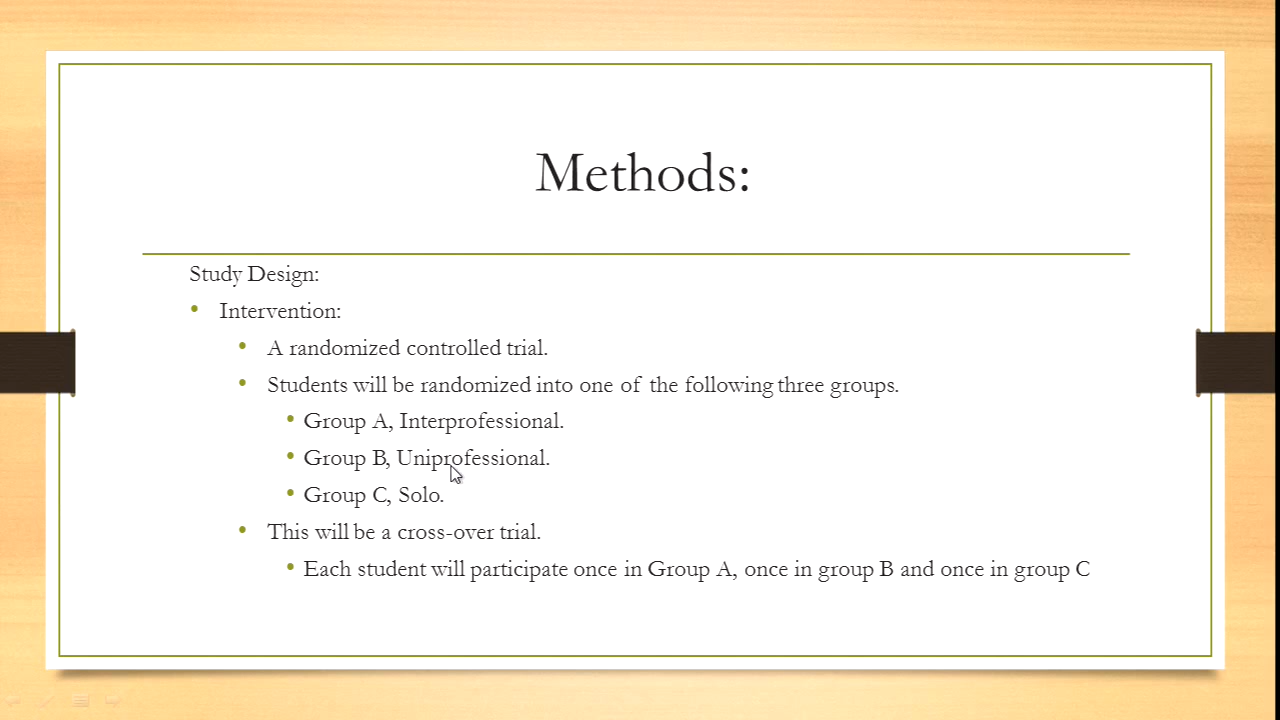 Methods:
Study Design:
• Intervention:
• A randomized controlled trial.
• Students will be randomized into one of the following three groups.
• Group A, Interprofessional.
• Group B, Uniprofessional.
• Group C, Solo.
• This will be a cross-over trial.
• Each student will participate once in Group A, once in group B and once in group C